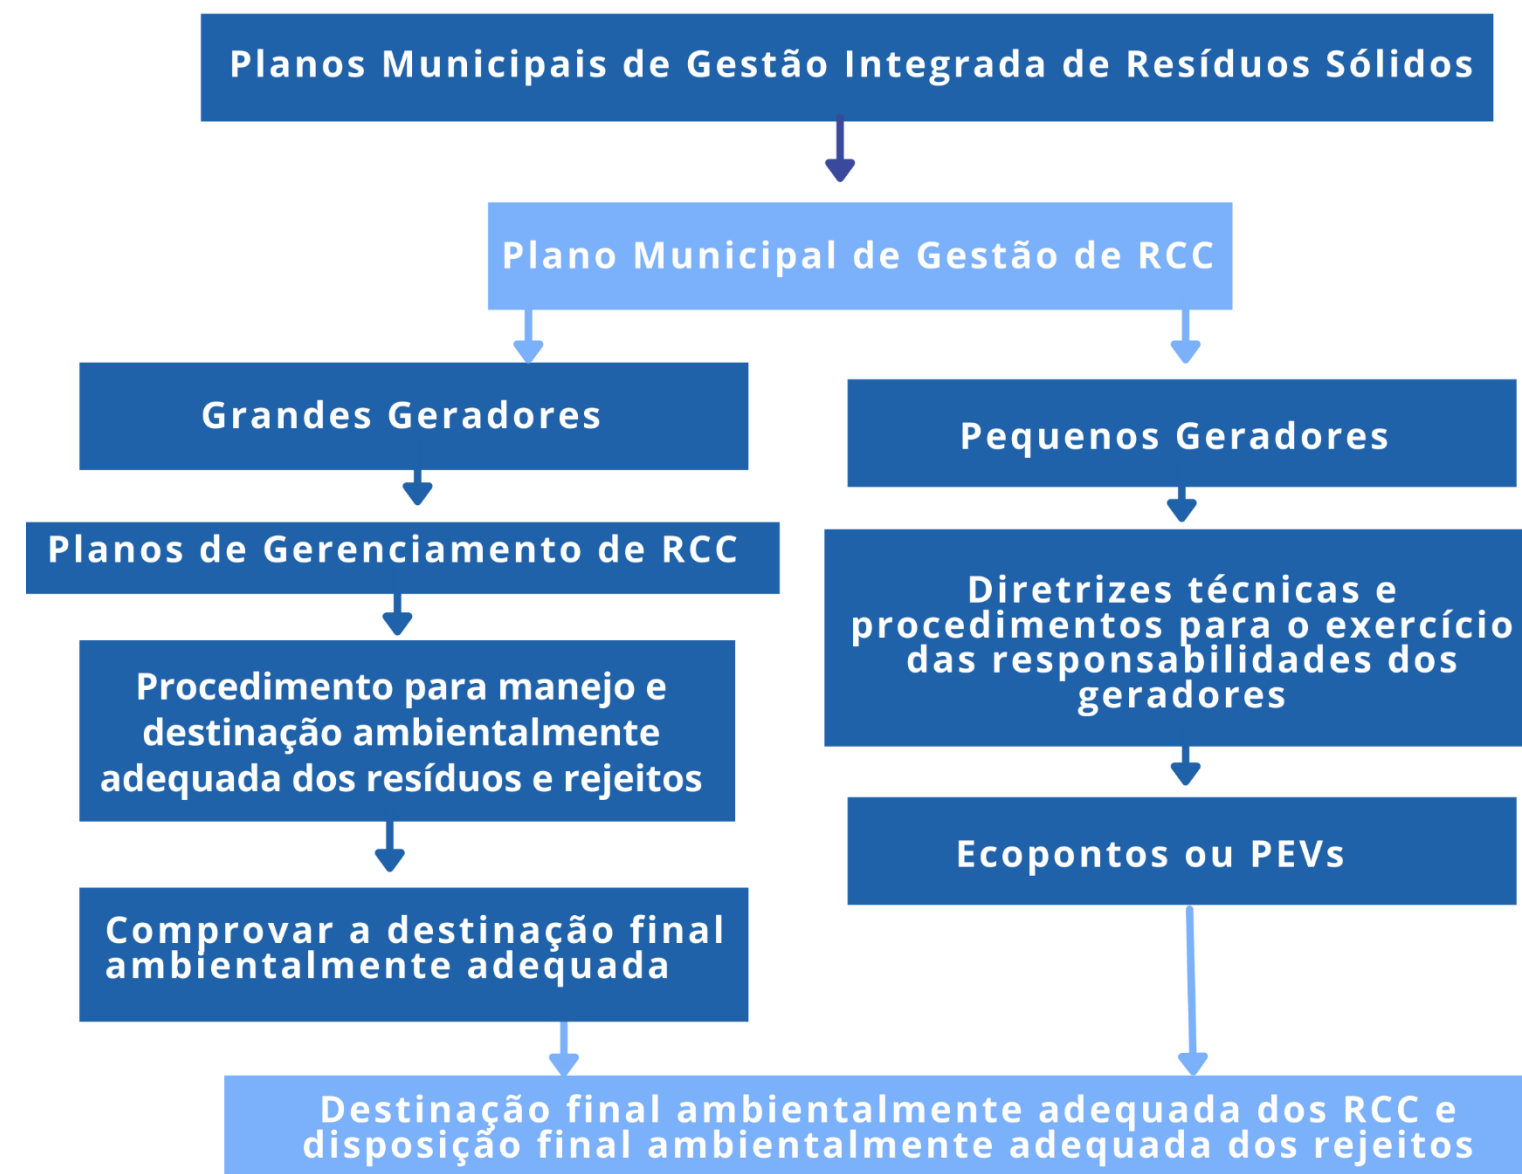 Planos Municipais de Gestão Integrada de Resíduos Sólidos
Plano Municipal de Gestão de RCC
Grandes Geradores
Planos de Gerenciamento de RCC
Procedimento para manejo e
destinação ambientalmente
adequada dos resíduos e rejeitos
Comprovar a destinação final
ambientalmente adequada
Pequenos Geradores
Diretrizes técnicas e
procedimentos para o exercício
das responsabilidades dos
geradores
Ecopontos ou PEVs
Destinação final ambientalmente adequada dos RCC e
disposição final ambientalmente adequada dos rejeitos